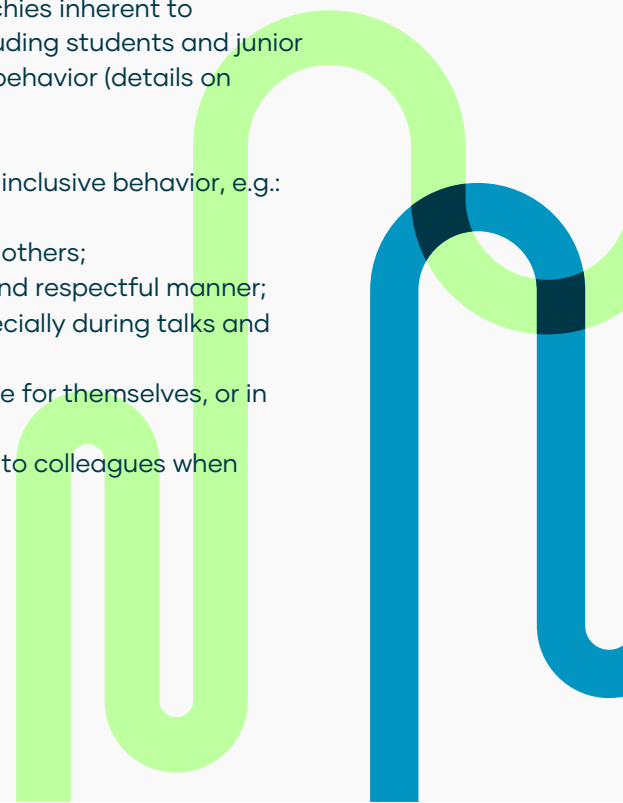 chies inherent to
uding students and junior
behavior (details on
inclusive behavior, e.g.:
others;
nd respectful manner;
ecially during talks and
e for themselves, or in
to colleagues when